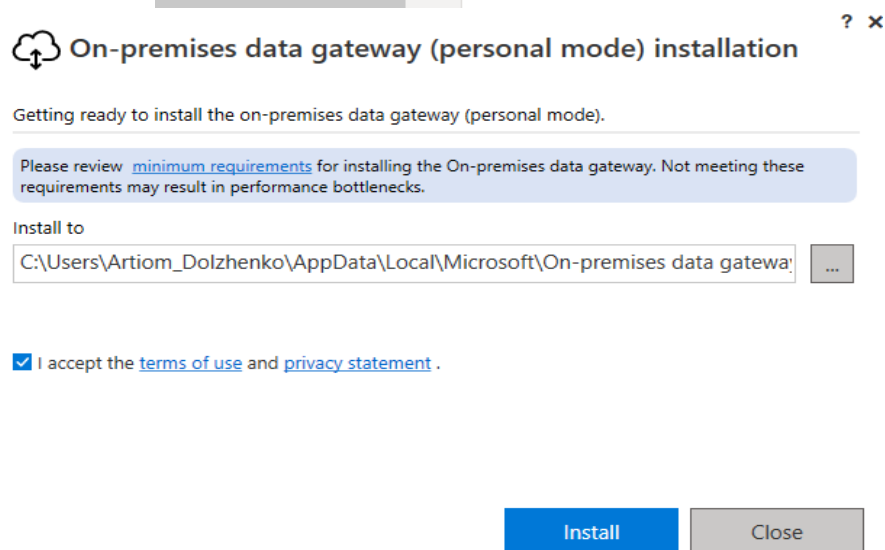 ? ×
On-premises data gateway (personal mode) installation
Getting ready to install the on-premises data gateway (personal mode).
Please review minimum requirements for installing the On-premises data gateway. Not meeting these
requirements may result in performance bottlenecks.
Install to
C:\Users\Artiom_Dolzhenko\AppData\Local\Microsoft\On-premises data gateway
...
I accept the terms of use and privacy statement .
Install Close